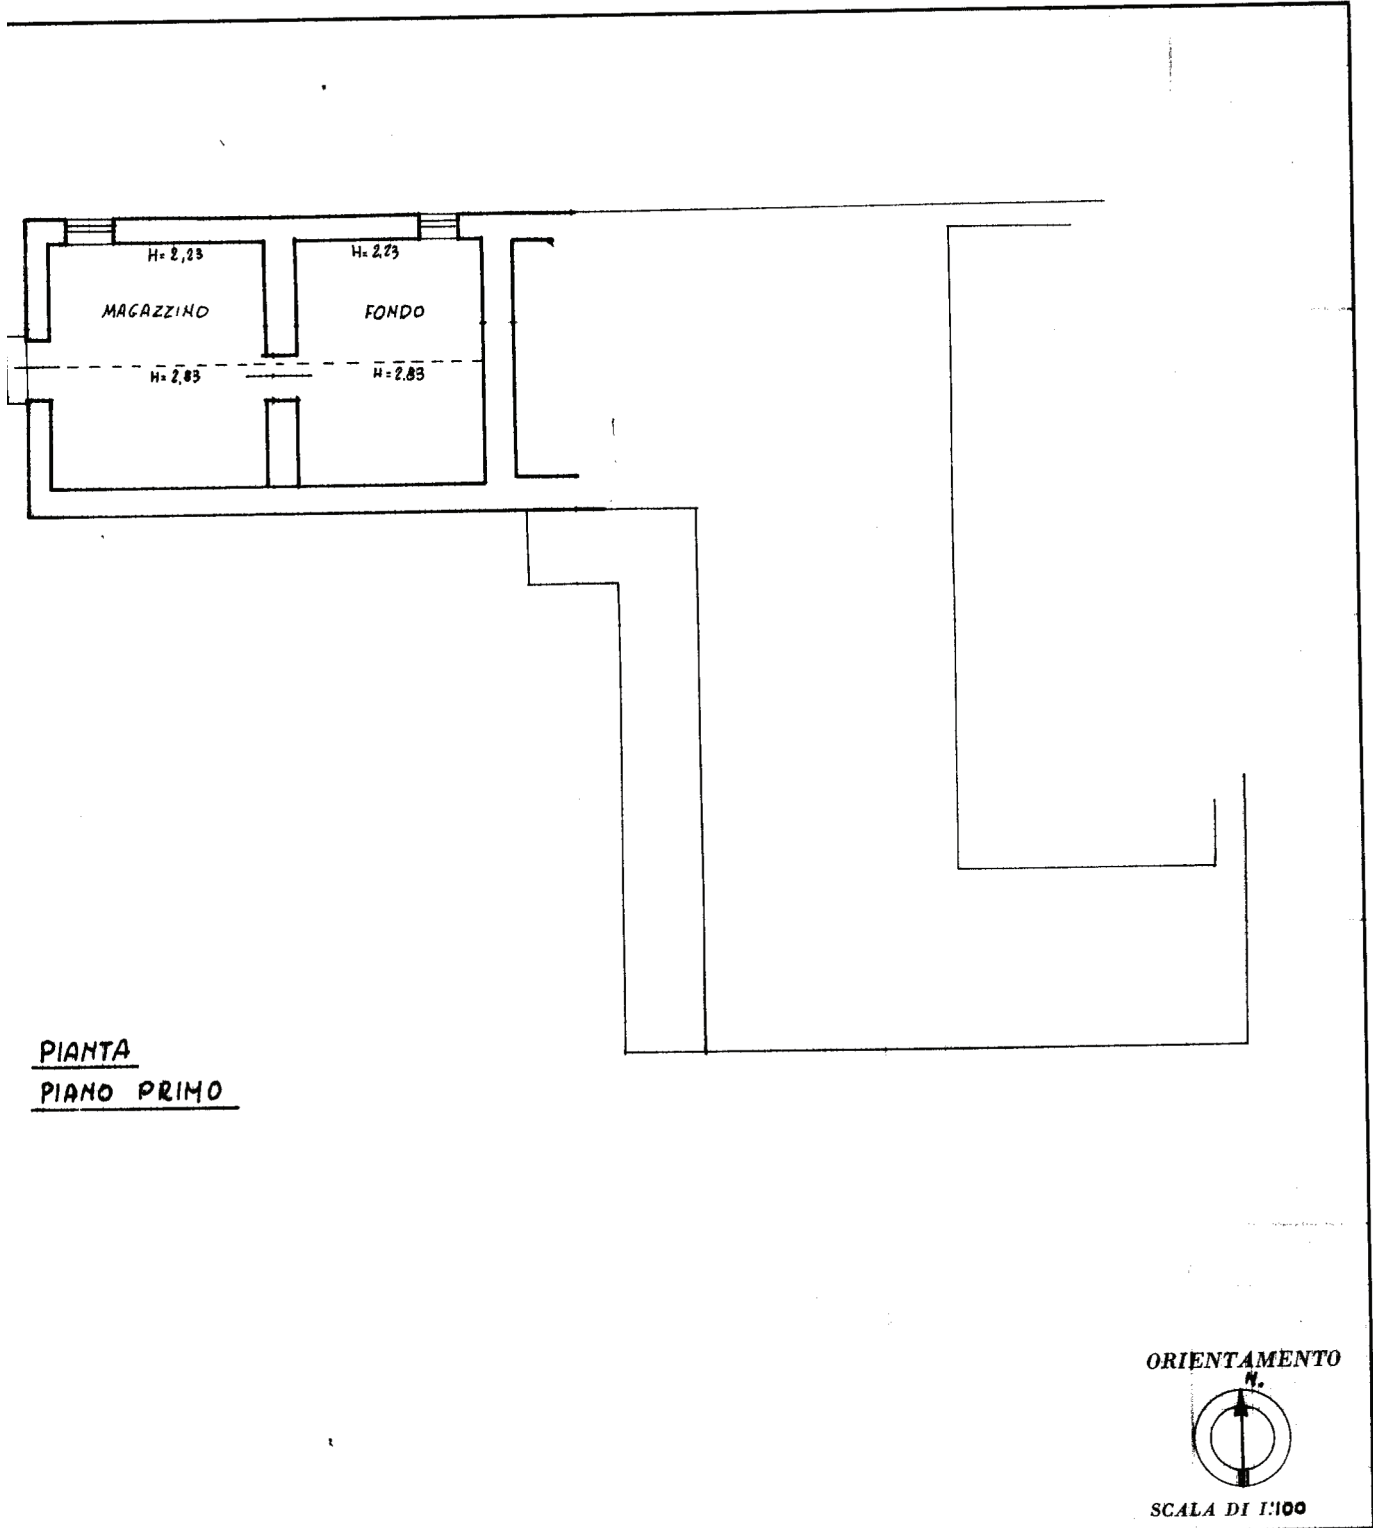 H= 2,23
H= 2,23
MAGAZZINO
FONDO
H= 2,83
H= 2.83
PIANTA
PIANO PRIMO
ORIENTAMENTO
N.
SCALA DI 1:100